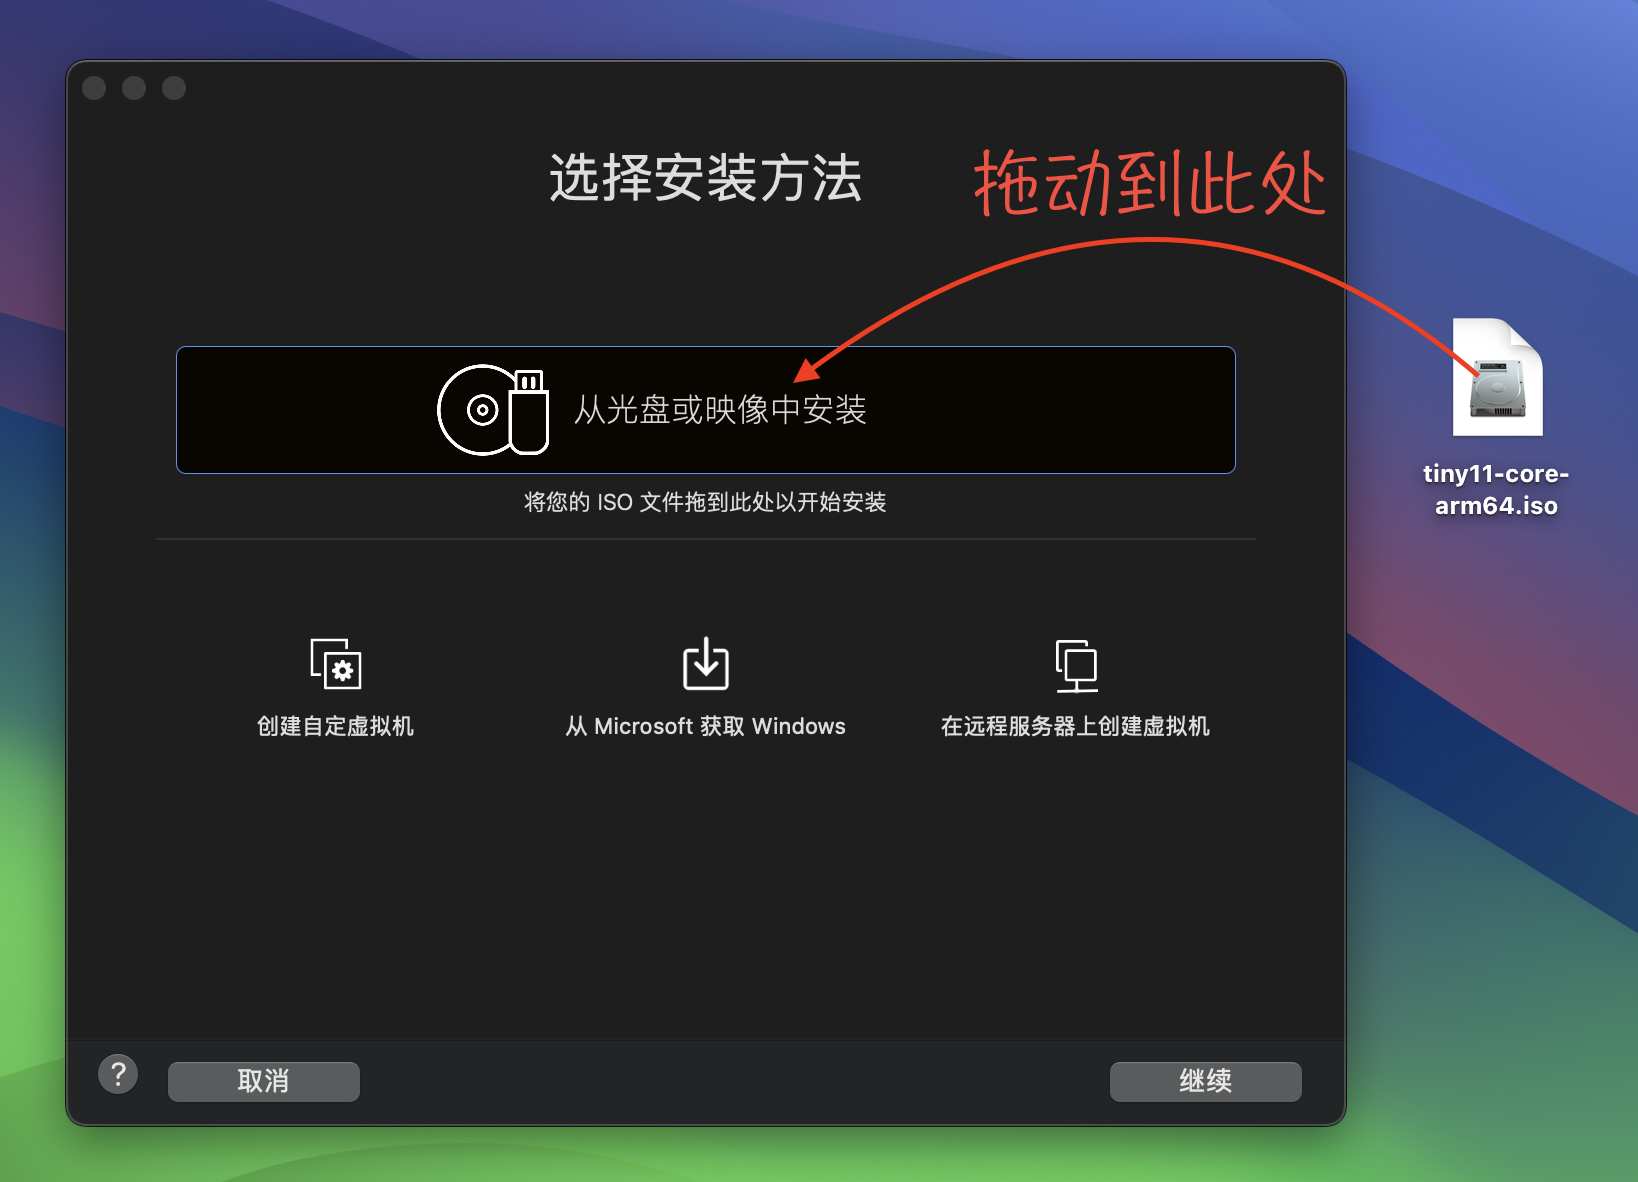 选择安装方法
拖动到此处
从光盘或映像中安装
将您的 ISO 文件拖到此处以开始安装
tiny11-core-
arm64.iso
创建自定虚拟机
从 Microsoft 获取 Windows
在远程服务器上创建虚拟机
?
取消
继续